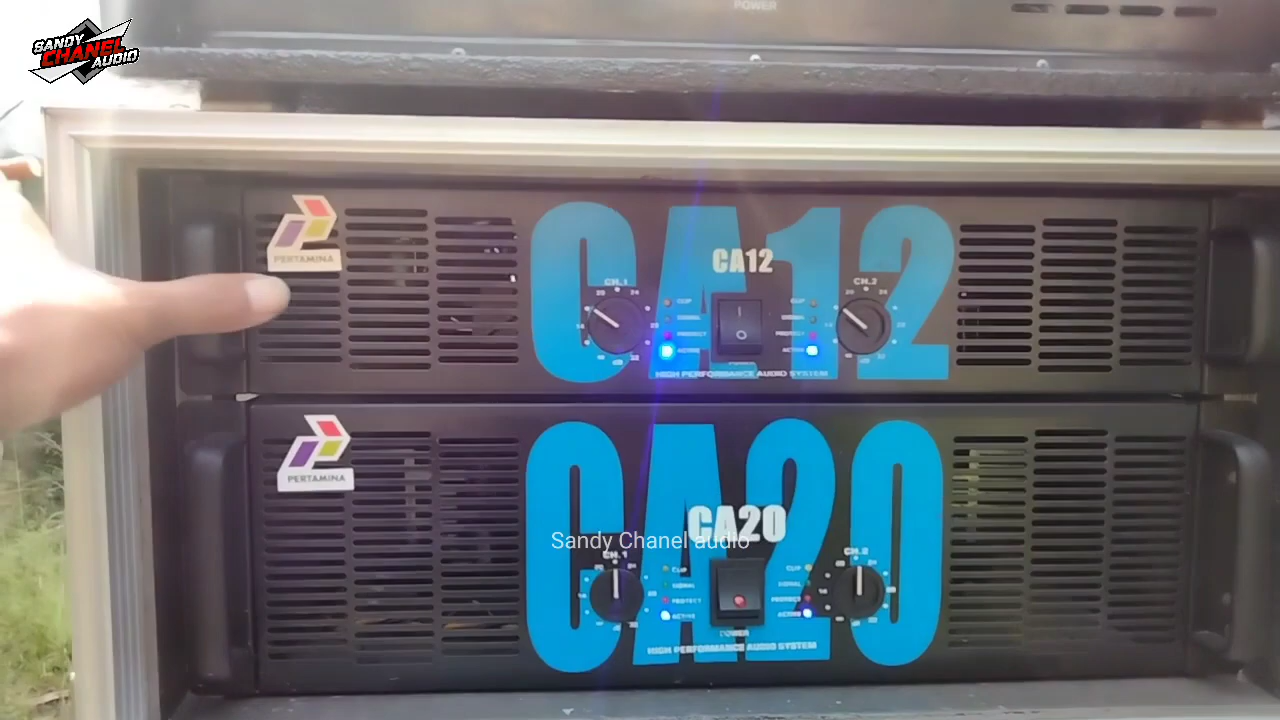 POWER
SANDY
CHANEL
AUDIO
PERTAMINA
CA12
CA12
CH.1
CH.2
CLIP
CLIP
SIGNAL
PROTECT
PROTECT
ACTIVE
ACTIVE
HIGH PERFORMANCE AUDIO SYSTEM
PERTAMINA
CA20
CA20
Sandy Chanel audio
CH.1
CH.2
CLIP
CLIP
SIGNAL
SIGNAL
PROTECT
PROTECT
ACTIVE
ACTIVE
POWER
HIGH PERFORMANCE AUDIO SYSTEM